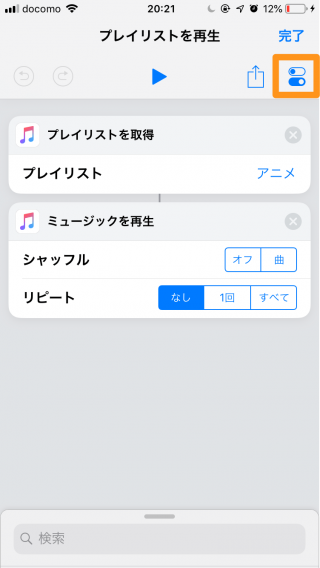 docomo 20:21 12%
プレイリストを再生 完了
プレイリストを取得
プレイリスト アニメ
ミュージックを再生
シャッフル オフ 曲
リピート なし 1回 すべて
検索